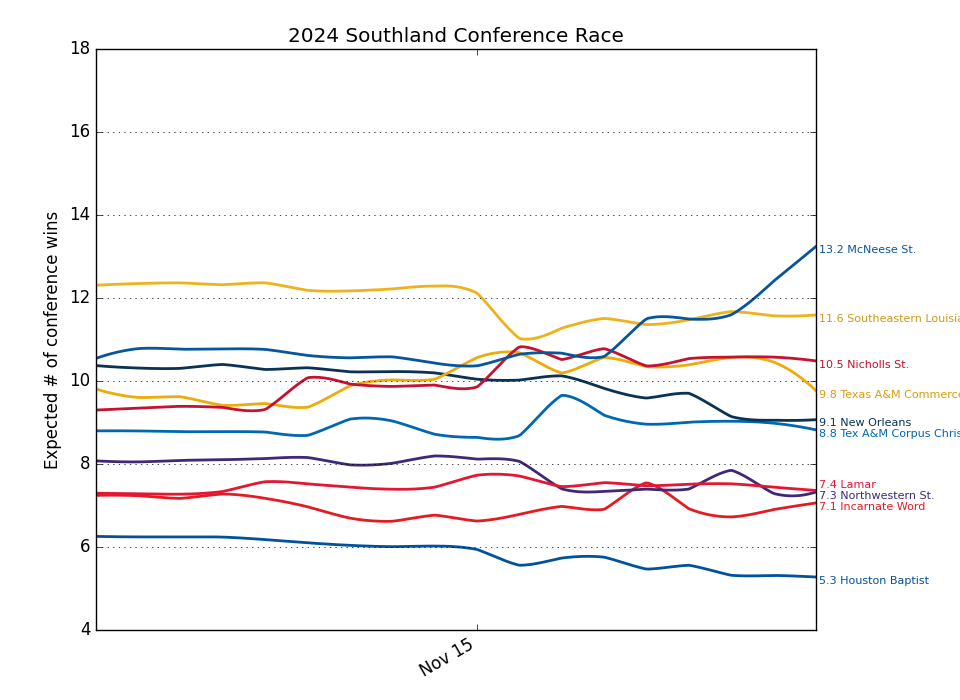 2024 Southland Conference Race
Expected # of conference wins
18
16
14
12
10
8
6
4
Nov 15
13.2 McNeese St.
11.6 Southeastern Louisia
10.5 Nicholls St.
9.8 Texas A&M Commerce
9.1 New Orleans
8.8 Tex A&M Corpus Chris
7.4 Lamar
7.3 Northwestern St.
7.1 Incarnate Word
5.3 Houston Baptist